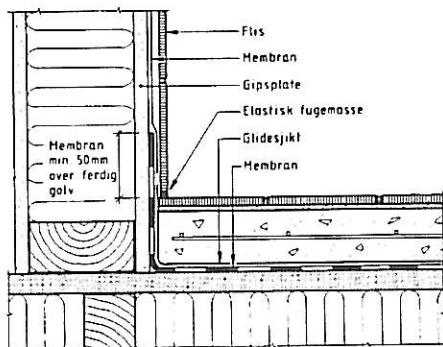 Flis
Membran
Gipsplate
Elastisk fugemasse
Glidesjikt
Membran
Membran
min. 50mm
over ferdig
golv